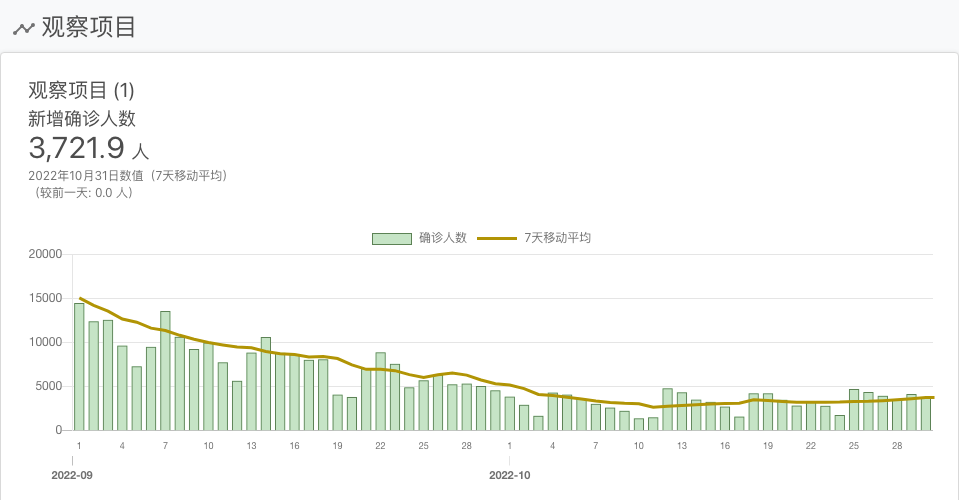 观察项目
观察项目 (1)
新增确诊人数
3,721.9 人
2022年10月31日数值（7天移动平均）
（较前一天: 0.0 人）
确诊人数 7天移动平均
20000
15000
10000
5000
0
1 4 7 10 13 16 19 22 25 28 1 4 7 10 13 16 19 22 25 28
2022-09 2022-10